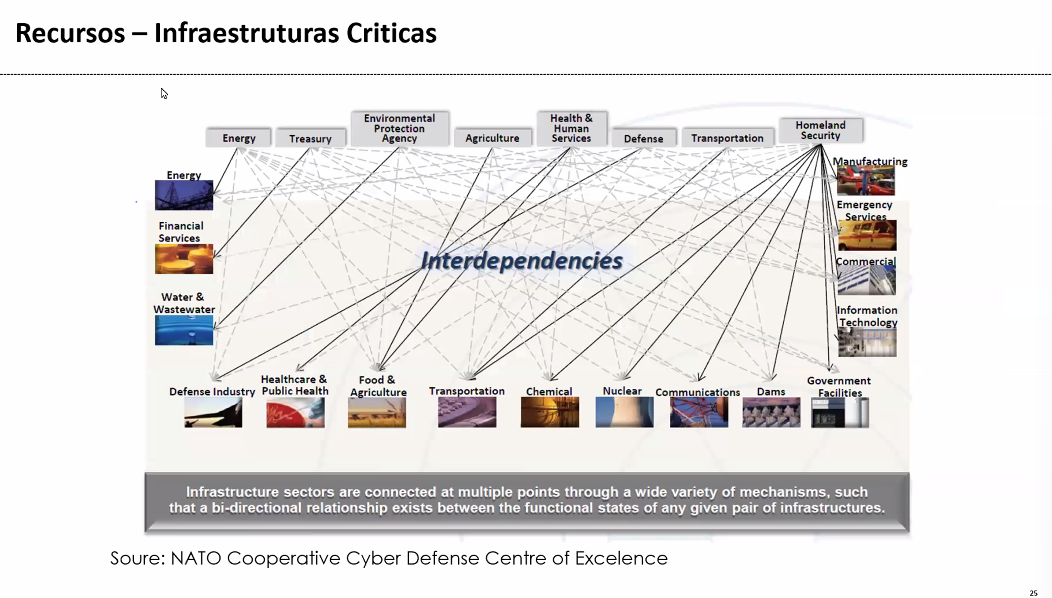 Recursos – Infraestruturas Criticas
Environmental
Protection
Agency
Health &
Human
Services
Energy
Treasury
Agriculture
Defense
Transportation
Homeland
Security
Energy
Financial
Services
Water &
Wastewater
Interdependencies
Manufacturing
Emergency
Services
Commercial
Information
Technology
Defense Industry
Healthcare &
Public Health
Food &
Agriculture
Transportation
Chemical
Nuclear
Communications
Dams
Government
Facilities
Infrastructure sectors are connected at multiple points through a wide variety of mechanisms, such
that a bi-directional relationship exists between the functional states of any given pair of infrastructures.
Soure: NATO Cooperative Cyber Defense Centre of Excelence
25